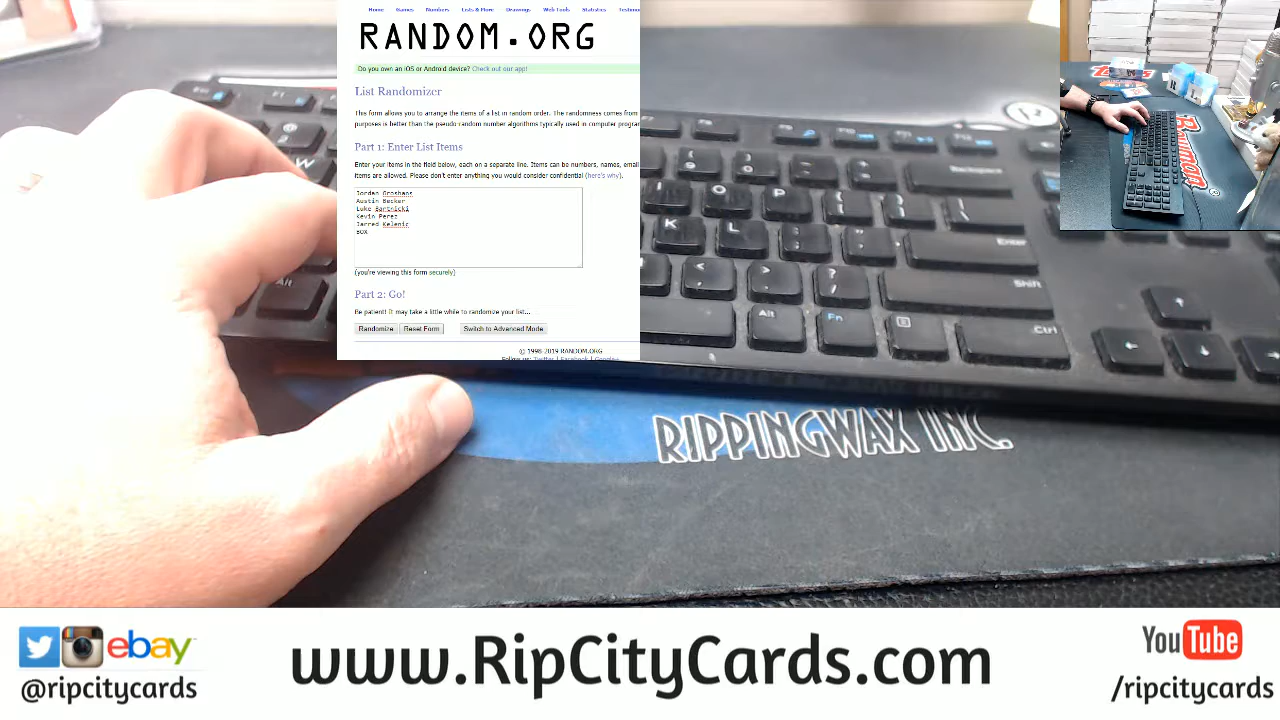 Home Games Numbers Lists & More Drawings Web Tools Statistics
RANDOM.ORG
Do you own an iOS or Android device? Check out our app!
List Randomizer
This form allows you to arrange the items of a list in random order. The randomness comes from
purposes is better than the pseudo-random number algorithms typically used in computer
Part 1: Enter List Items
Enter your items in the field below, each on a separate line. Items can be numbers, names, email
items are allowed. Please don't enter anything you would consider confidential (here's why).
Jordan Groshans
Austin Becker
Luke Bartnicki
Kevin Perez
Jarred Kelenic
BOX
(you're viewing this form securely)
Part 2: Go!
Be patient! It may take a little while to randomize your list...
Randomize Reset Form Switch to Advanced Mode
© 1998-2019 RANDOM.ORG
Follow us: Twitter | Facebook | Google+
Backspace
W
I O P
K L
Enter
Shift
Alt
Alt Fn Ctrl
RIPPINGWAX INC.
ebay
@ripcitycards
www.RipCityCards.com
YouTube
/ripcitycards